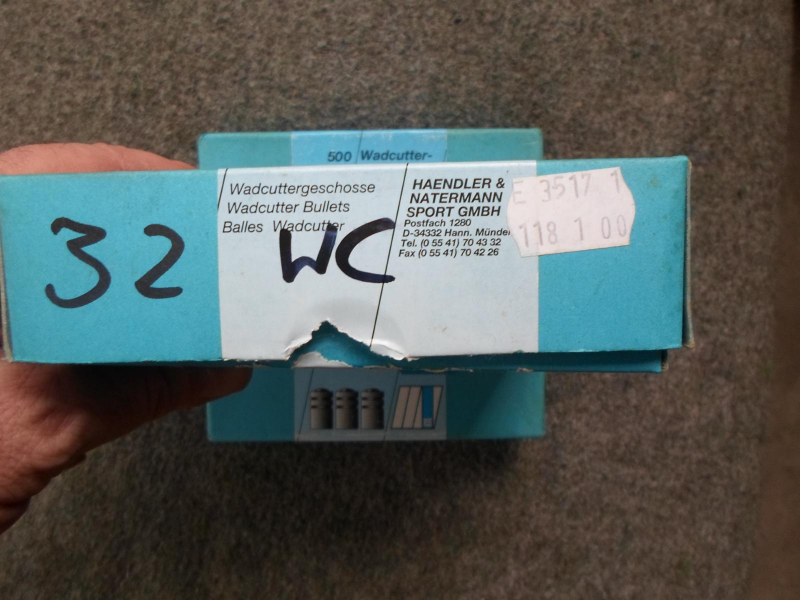 500 Wadcutter-
Wadcuttergeschosse
Wadcutter Bullets
Balles Wadcutter
HAENDLER &
NATERMANN
SPORT GMBH
Postfach 1280
D-34332 Hann. Münden
Tel. (0 55 41) 70 43 32
Fax (0 55 41) 70 42 26
E 3517 1
118 1 00
32 WC